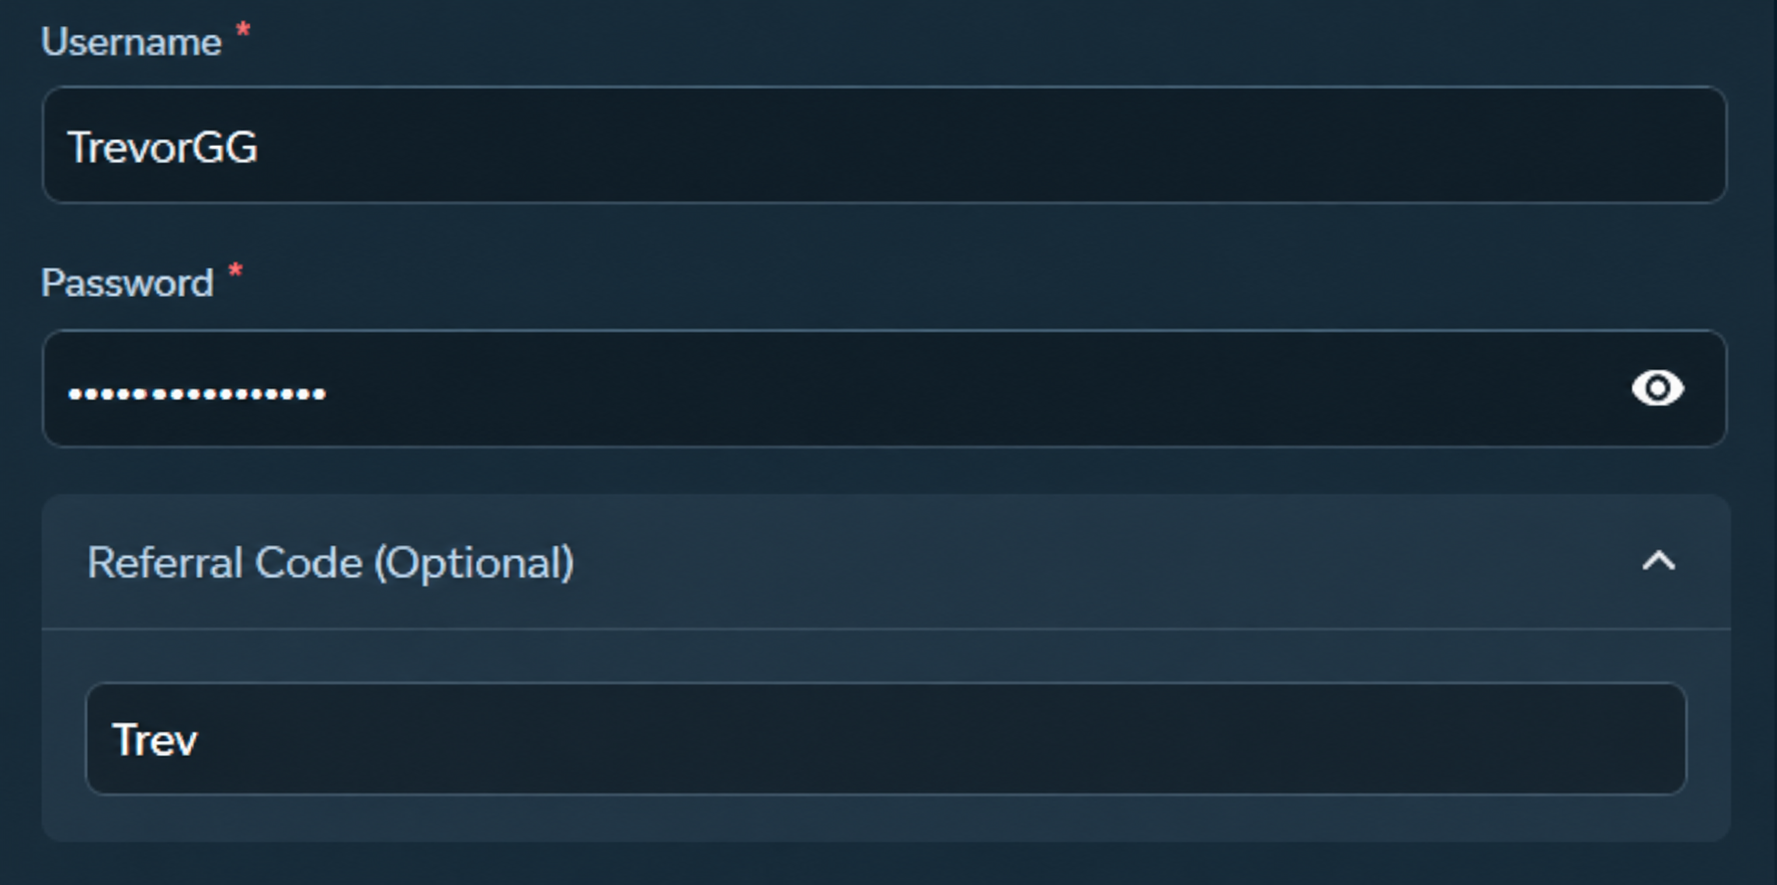 Username *
TrevorGG
Password *
••••••••••••••••
Referral Code (Optional)
Trev